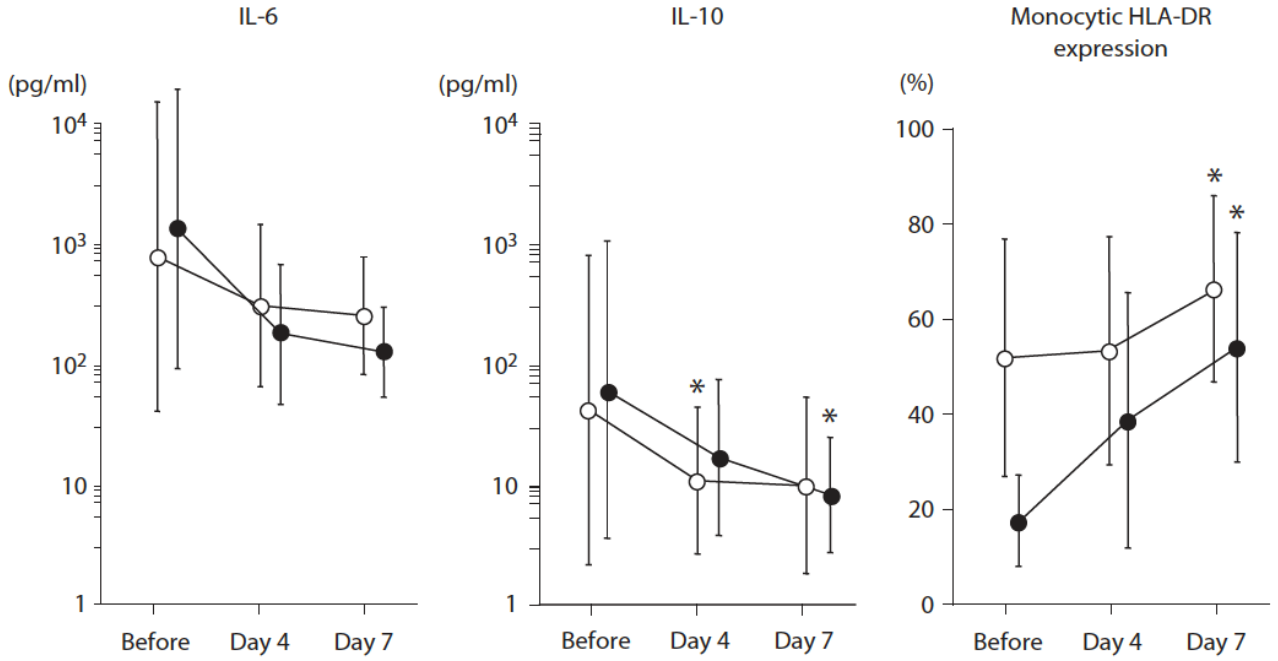 IL-6
(pg/ml)
10⁴
10³
10²
10
1
Before Day 4 Day 7
IL-10
(pg/ml)
10⁴
10³
10²
10
1
* *
Before Day 4 Day 7
Monocytic HLA-DR
expression
(%)
100
80
60
40
20
0
* *
Before Day 4 Day 7